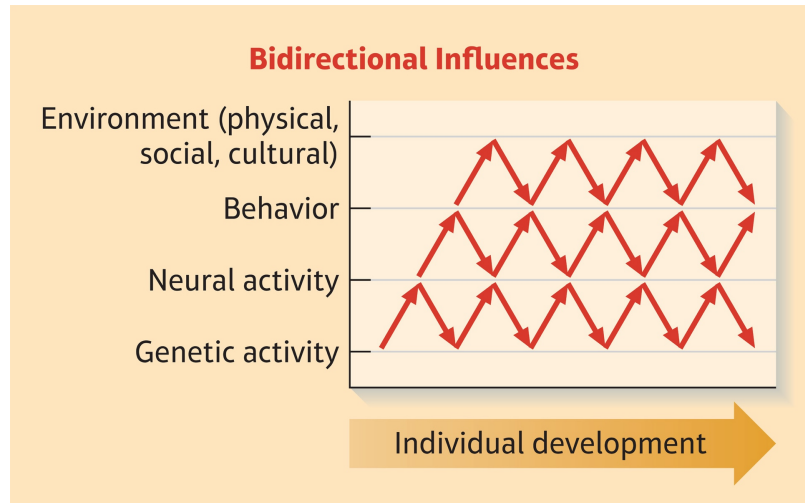 Bidirectional Influences
Environment (physical,
social, cultural)
Behavior
Neural activity
Genetic activity
Individual development